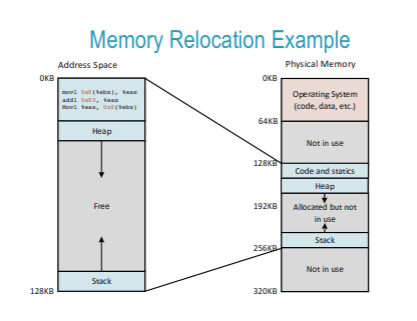 Memory Relocation Example
Address Space
0KB
movl 0x0(%ebx), %eax
addl 0x03, %eax
Movl %eax, 0x0(%ebx)
Heap
Free
Stack
128KB
Physical Memory
0KB
Operating System
(code, data, etc.)
64KB
Not in use
128KB
Code and statics
Heap
192KB
Allocated but not
in use
Stack
256KB
Not in use
320KB